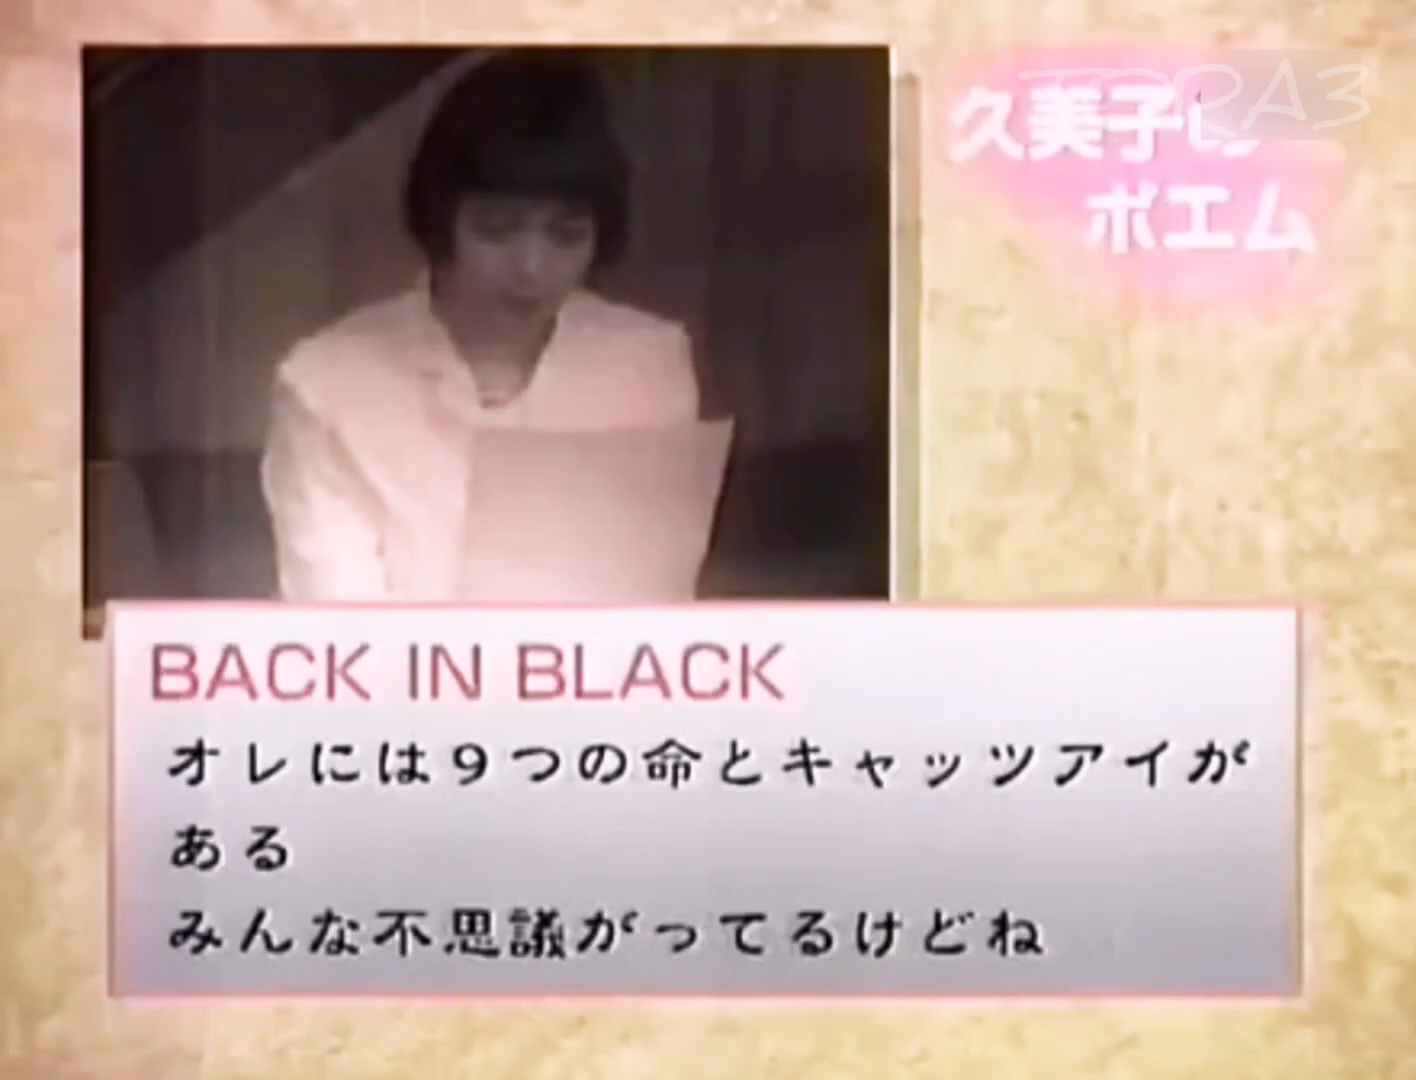 久美子の
ポエム
BACK IN BLACK
オレには9つの命とキャッツアイが
ある
みんな不思議がってるけどね